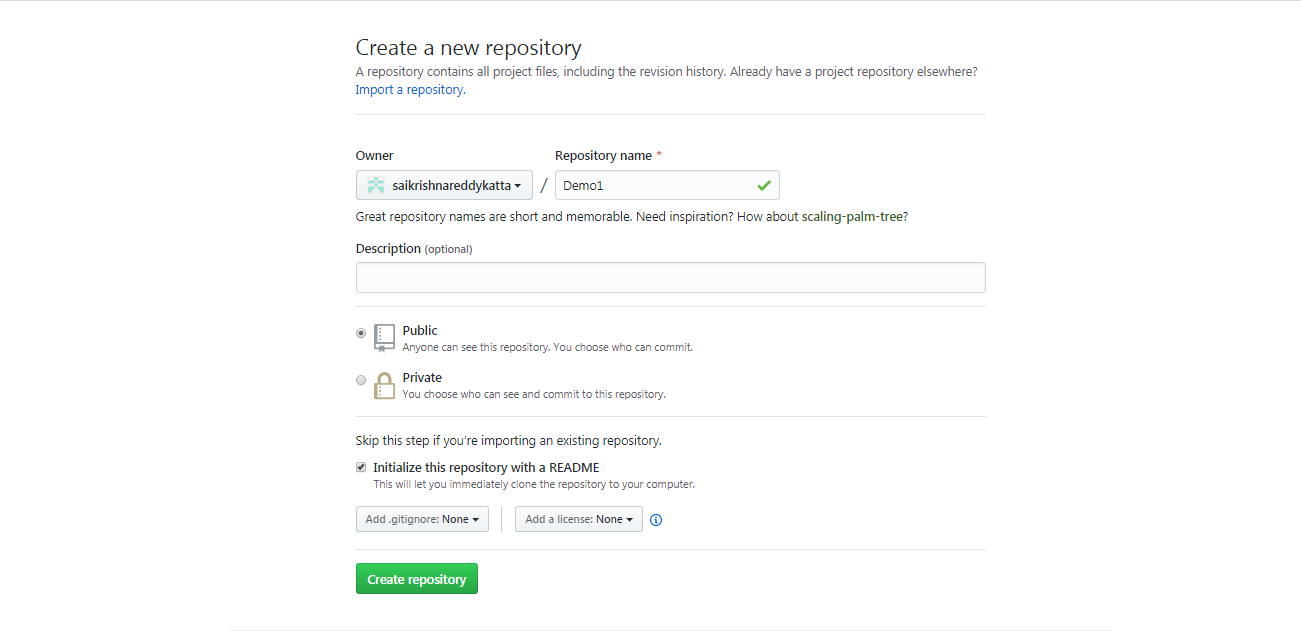 Create a new repository
A repository contains all project files, including the revision history. Already have a project repository elsewhere?
Import a repository.
Owner
Repository name *
saikrishnareddykatta / Demo1
Great repository names are short and memorable. Need inspiration? How about scaling-palm-tree?
Description (optional)
Public
Anyone can see this repository. You choose who can commit.
Private
You choose who can see and commit to this repository.
Skip this step if you're importing an existing repository.
Initialize this repository with a README
This will let you immediately clone the repository to your computer.
Add .gitignore: None
Add a license: None
Create repository